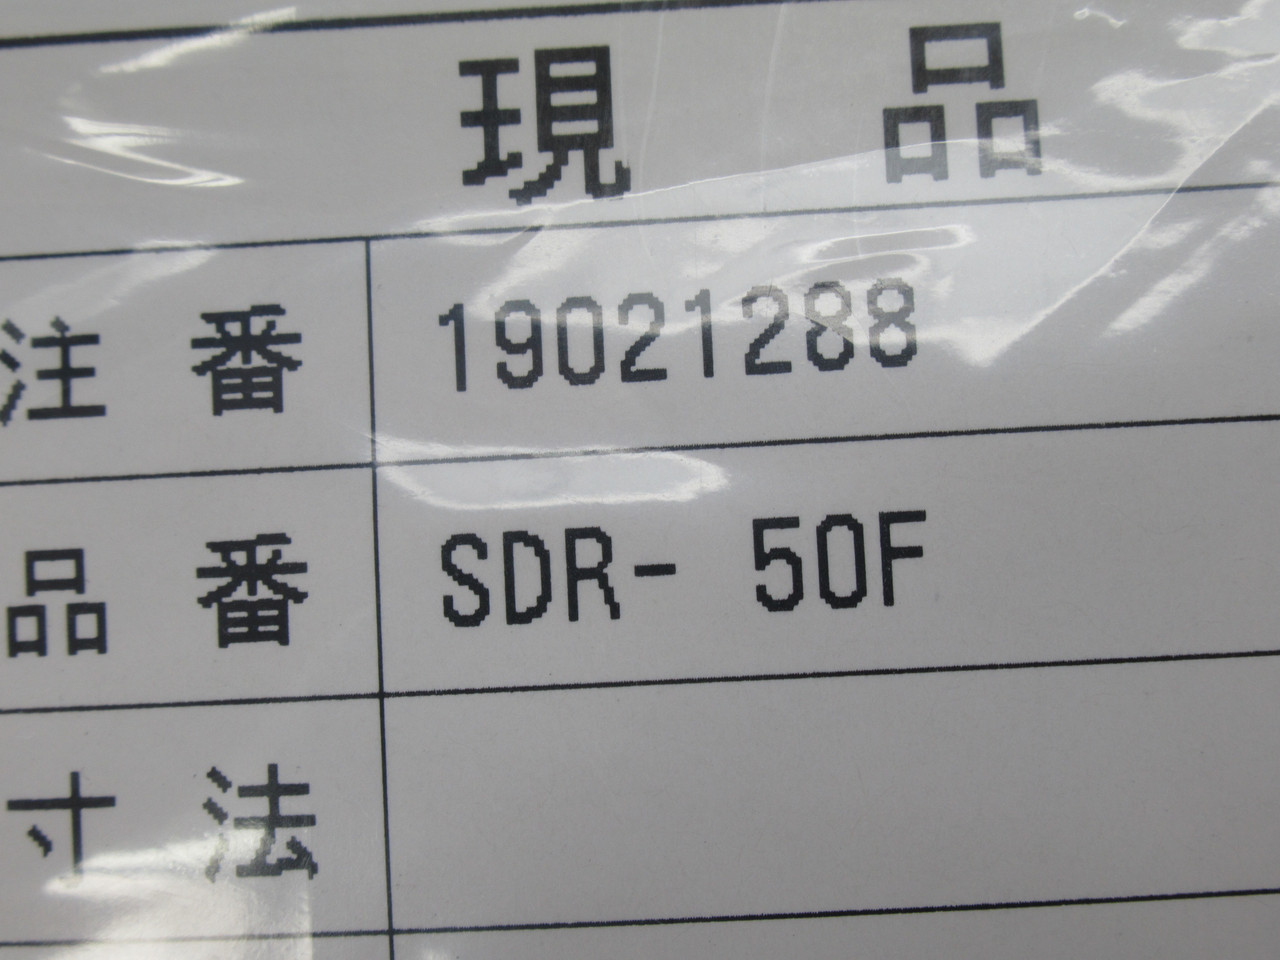 現 品
注 番 19021288
品 番 SDR- 50F
寸 法